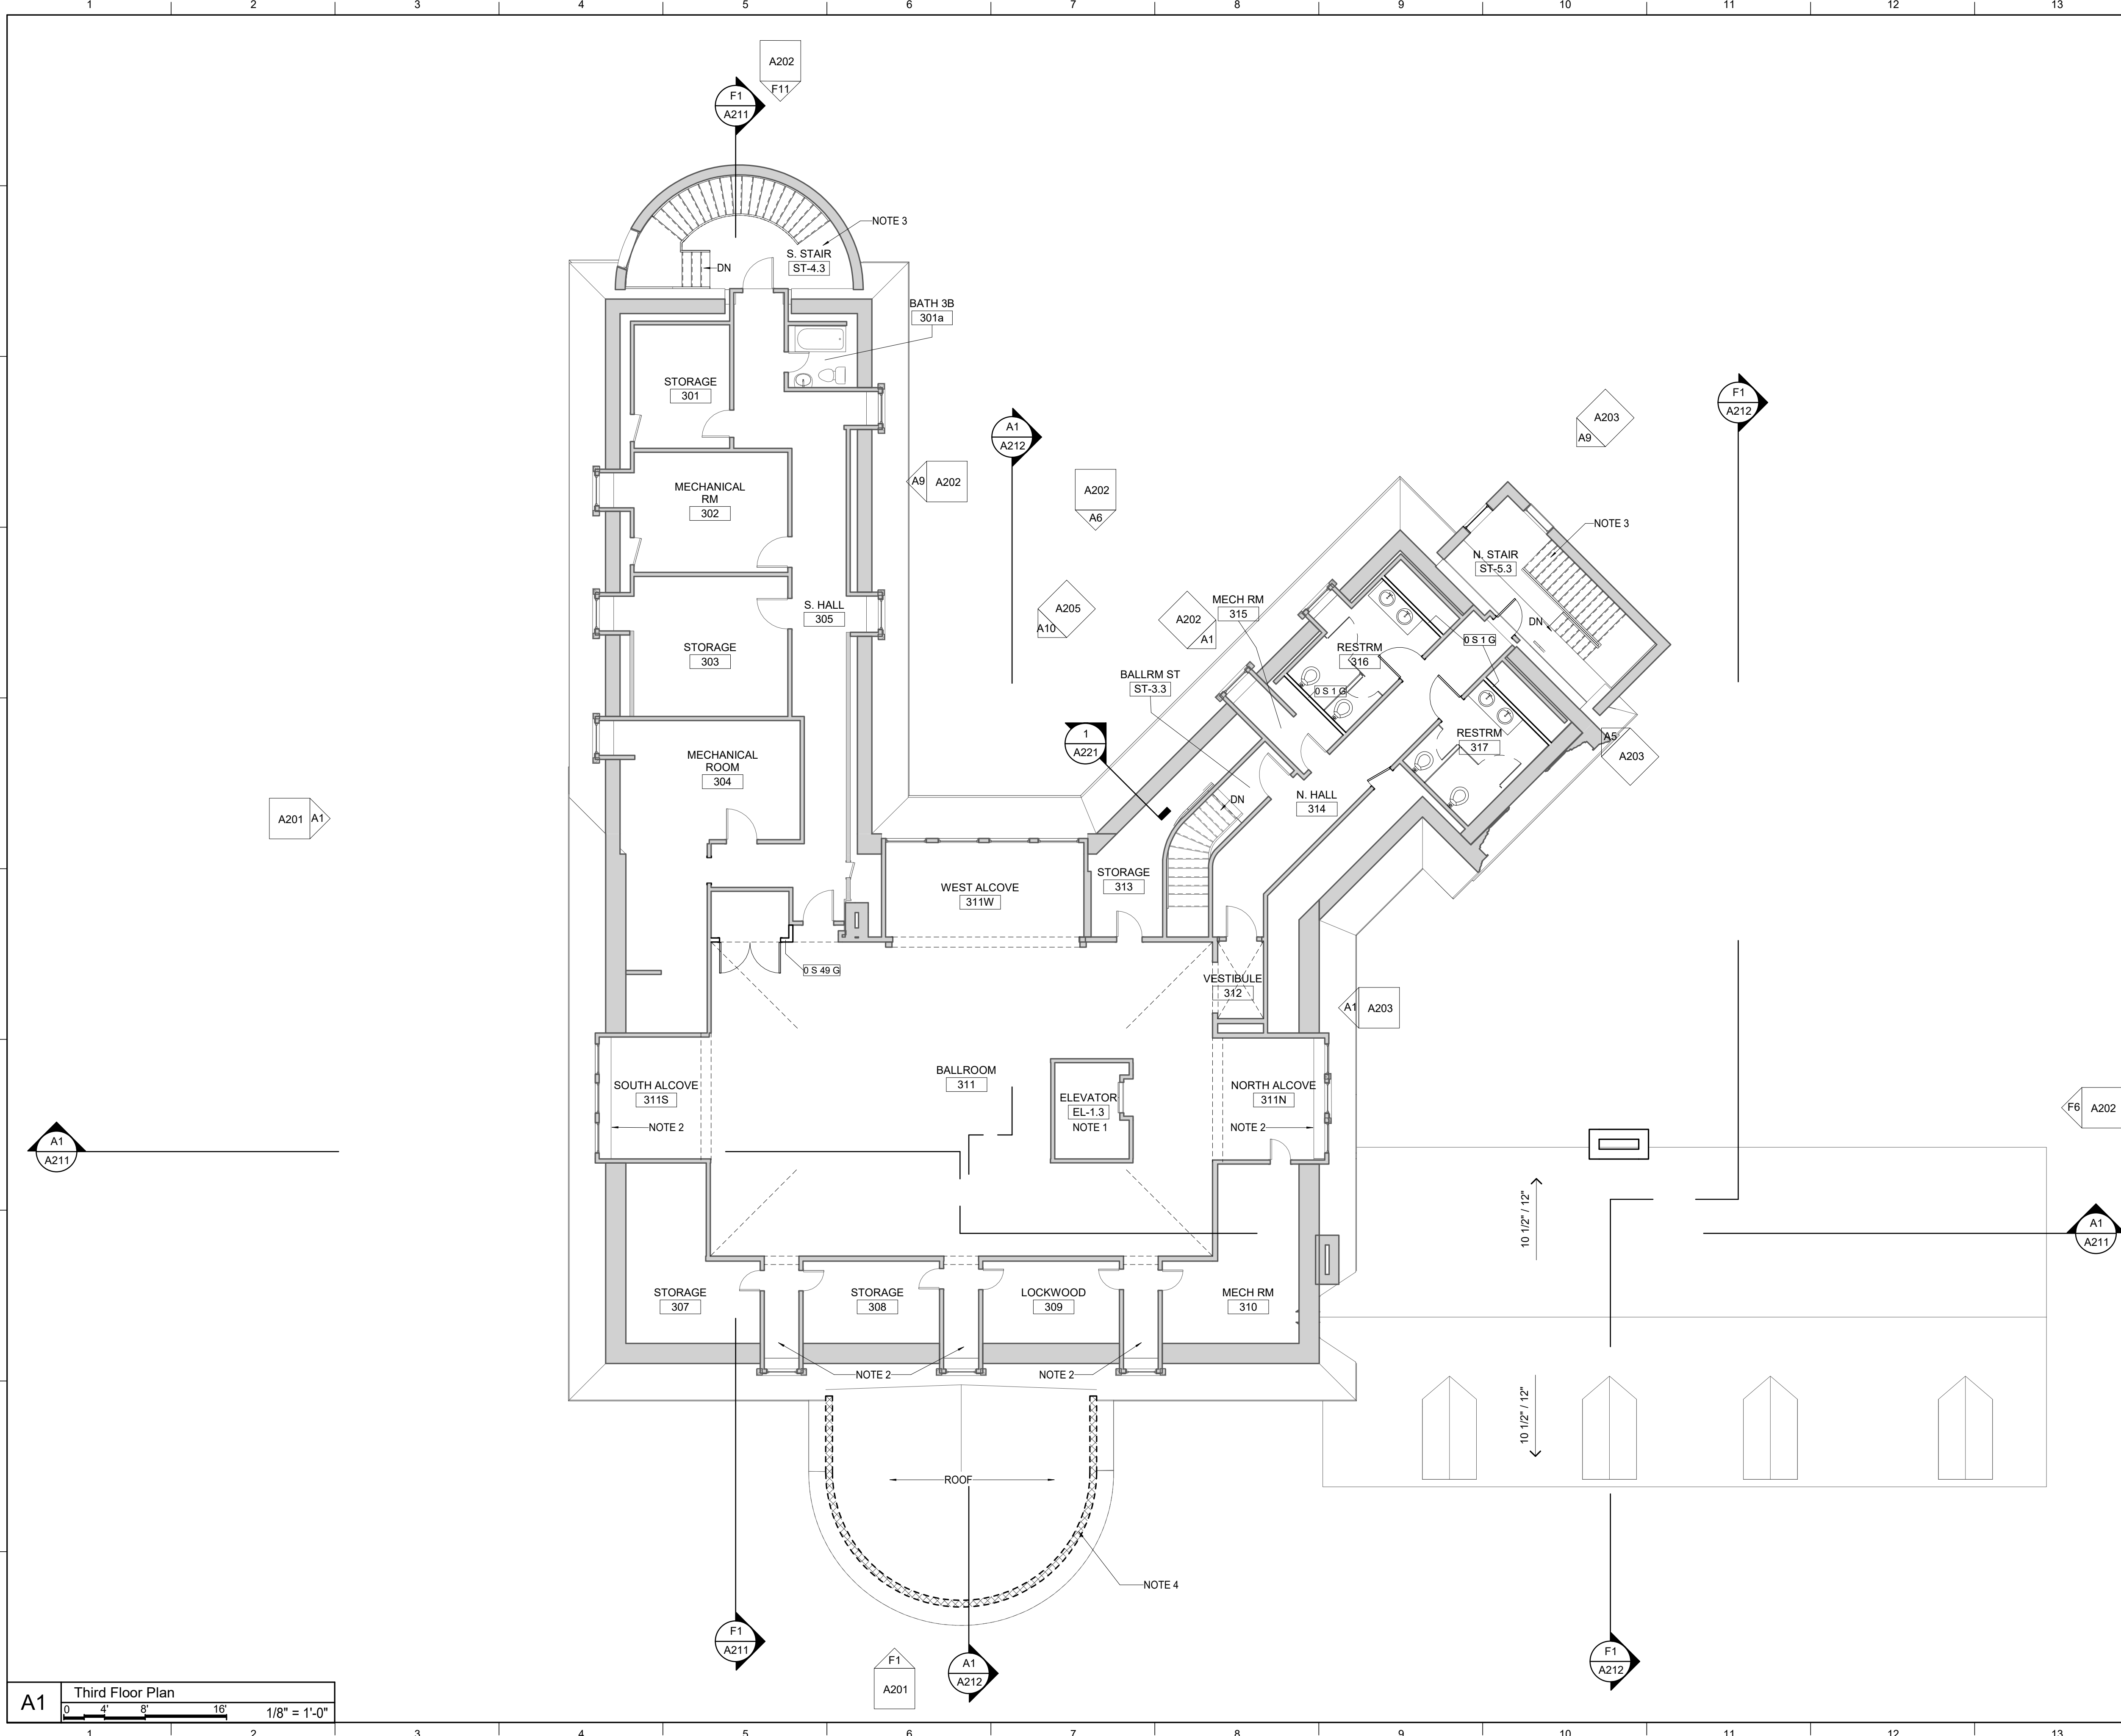 1 2 3 4 5 6 7 8 9 10 11 12 13
A202
F11
F1
A211
NOTE 3
S. STAIR
ST-4.3
DN
BATH 3B
301a
STORAGE
301
F1
A212
A203
A9
A1
A212
A9 A202
A202
A6
MECHANICAL
RM
302
NOTE 3
N. STAIR
ST-5.3
DN
A205
A10
A202
A1
MECH RM
315
S. HALL
305
0 S 1 G
RESTRM
316
0 S 1 G
STORAGE
303
BALLRM ST
ST-3.3
1
A221
RESTRM
317
A5
A203
MECHANICAL
ROOM
304
DN
N. HALL
314
A201 A1
STORAGE
313
WEST ALCOVE
311W
0 S 49 G
VESTIBULE
312
A1 A203
BALLROOM
311
SOUTH ALCOVE
311S
NOTE 2
ELEVATOR
EL-1.3
NOTE 1
NORTH ALCOVE
311N
NOTE 2
F6 A202
A1
A211
10 1/2" / 12"
A1
A211
STORAGE
307
STORAGE
308
LOCKWOOD
309
MECH RM
310
NOTE 2
NOTE 2
10 1/2" / 12"
ROOF
NOTE 4
F1
A211
F1
A201
A1
A212
F1
A212
A1
Third Floor Plan
0 4' 8' 16'
1/8" = 1'-0"
1 2 3 4 5 6 7 8 9 10 11 12 13